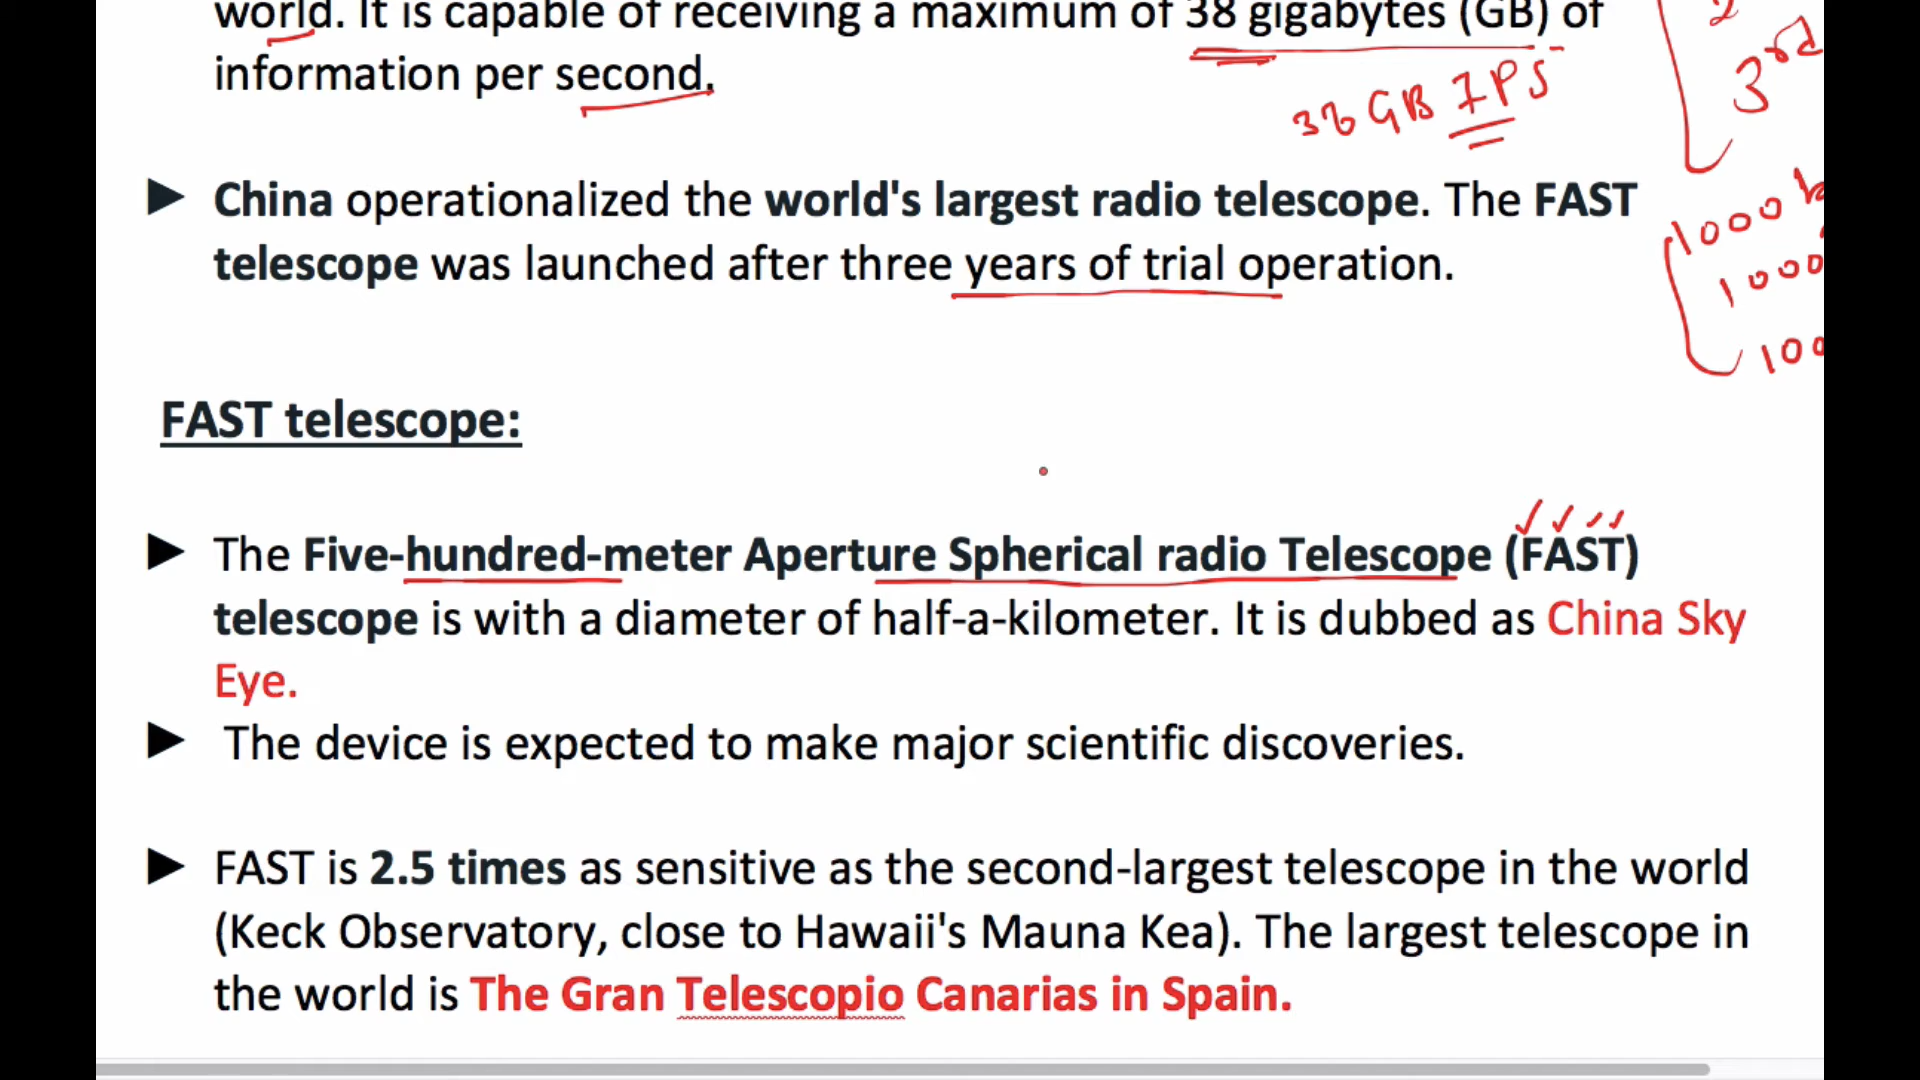 world. It is capable of receiving a maximum of 38 gigabytes (GB) of
information per second.
38 GB IPS
3rd
► China operationalized the world's largest radio telescope. The FAST
telescope was launched after three years of trial operation.
1000
1000
100
FAST telescope:
► The Five-hundred-meter Aperture Spherical radio Telescope (FAST)
telescope is with a diameter of half-a-kilometer. It is dubbed as China Sky
Eye.
► The device is expected to make major scientific discoveries.
► FAST is 2.5 times as sensitive as the second-largest telescope in the world
(Keck Observatory, close to Hawaii's Mauna Kea). The largest telescope in
the world is The Gran Telescopio Canarias in Spain.